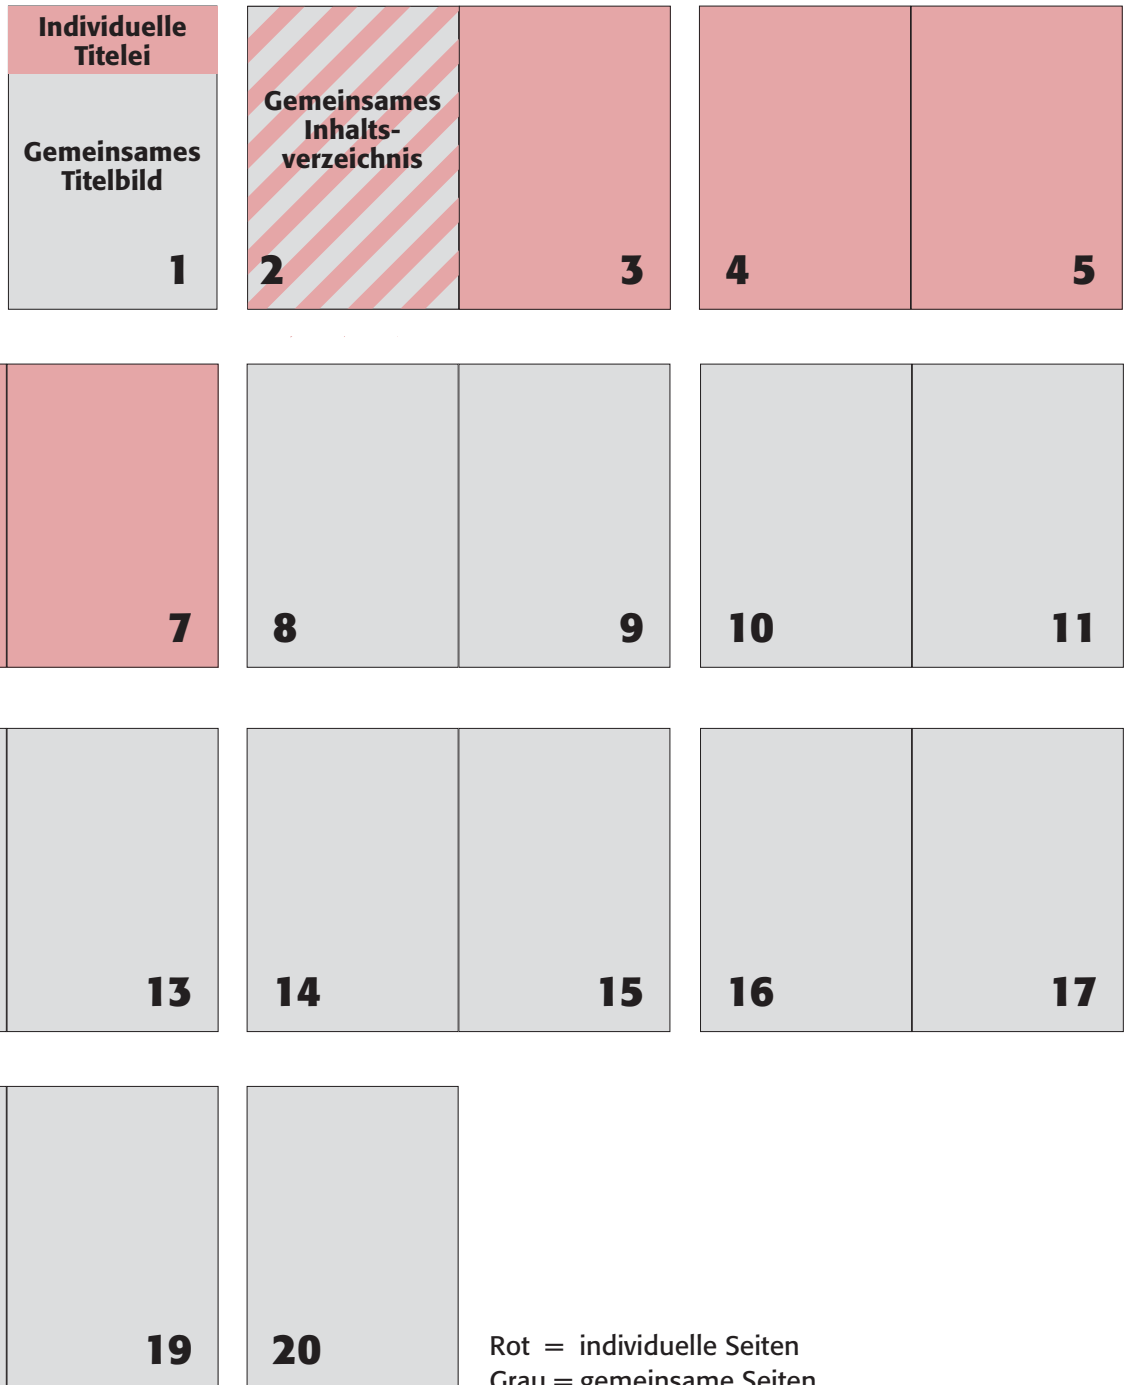 Individuelle
Titelei
Gemeinsames
Titelbild
1
Gemeinsames
Inhalts-
verzeichnis
2
3
4
5
7
8
9
10
11
13
14
15
16
17
19
20
Rot = individuelle Seiten
Grau = gemeinsame Seiten